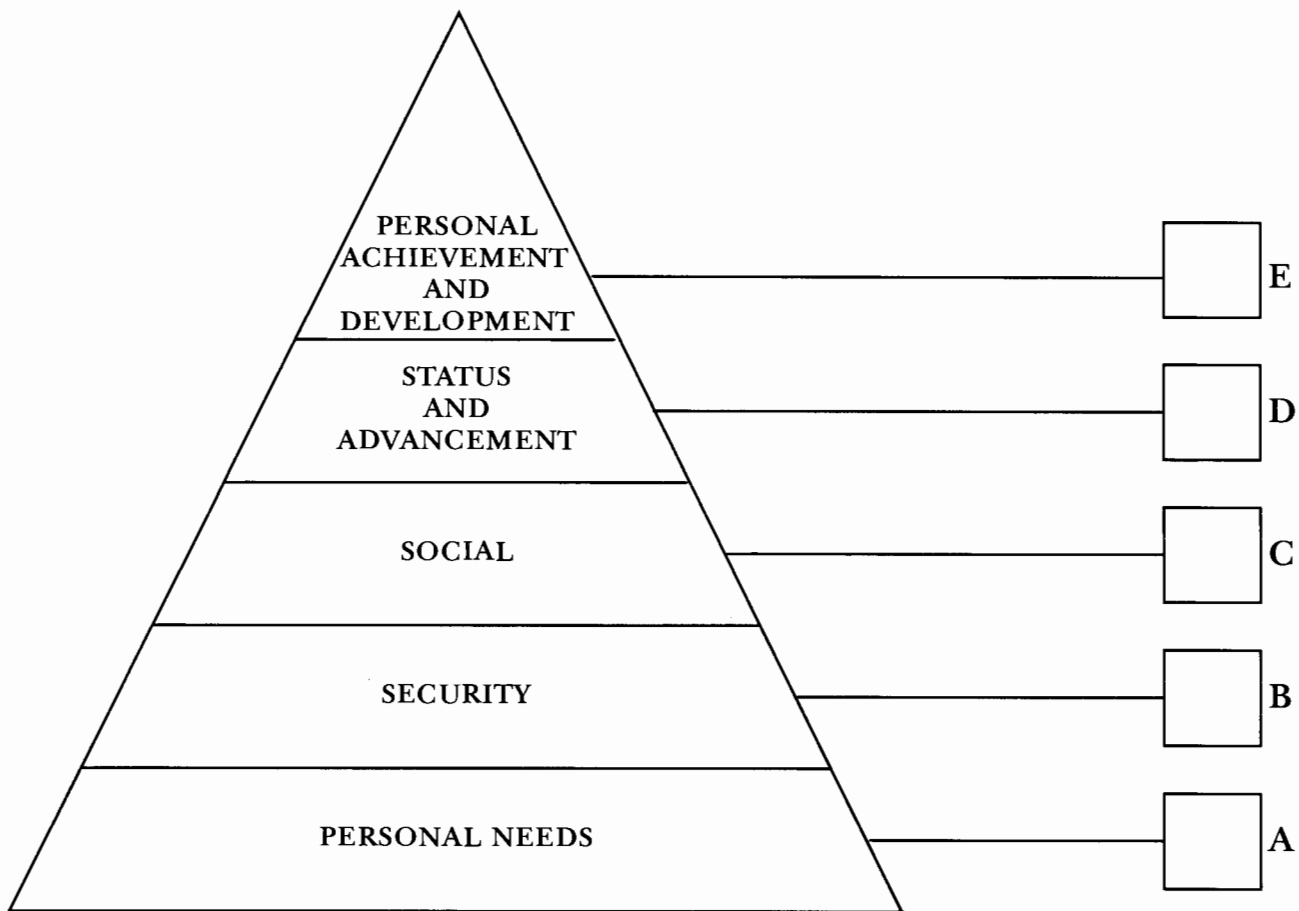 PERSONAL
ACHIEVEMENT
AND
DEVELOPMENT
E
STATUS
AND
ADVANCEMENT
D
SOCIAL
C
SECURITY
B
PERSONAL NEEDS
A